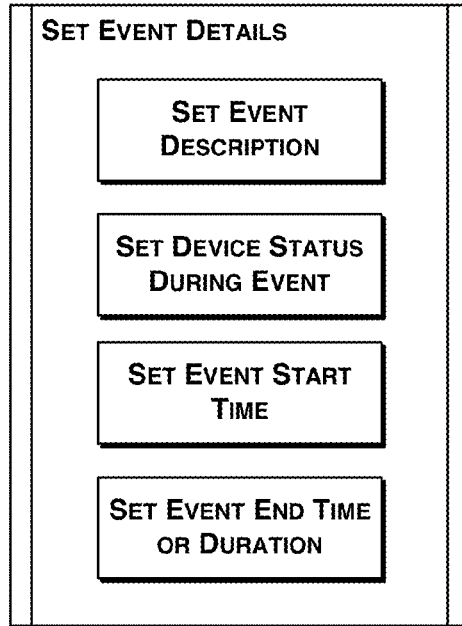 SET EVENT DETAILS
SET EVENT
DESCRIPTION
SET DEVICE STATUS
DURING EVENT
SET EVENT START
TIME
SET EVENT END TIME
OR DURATION